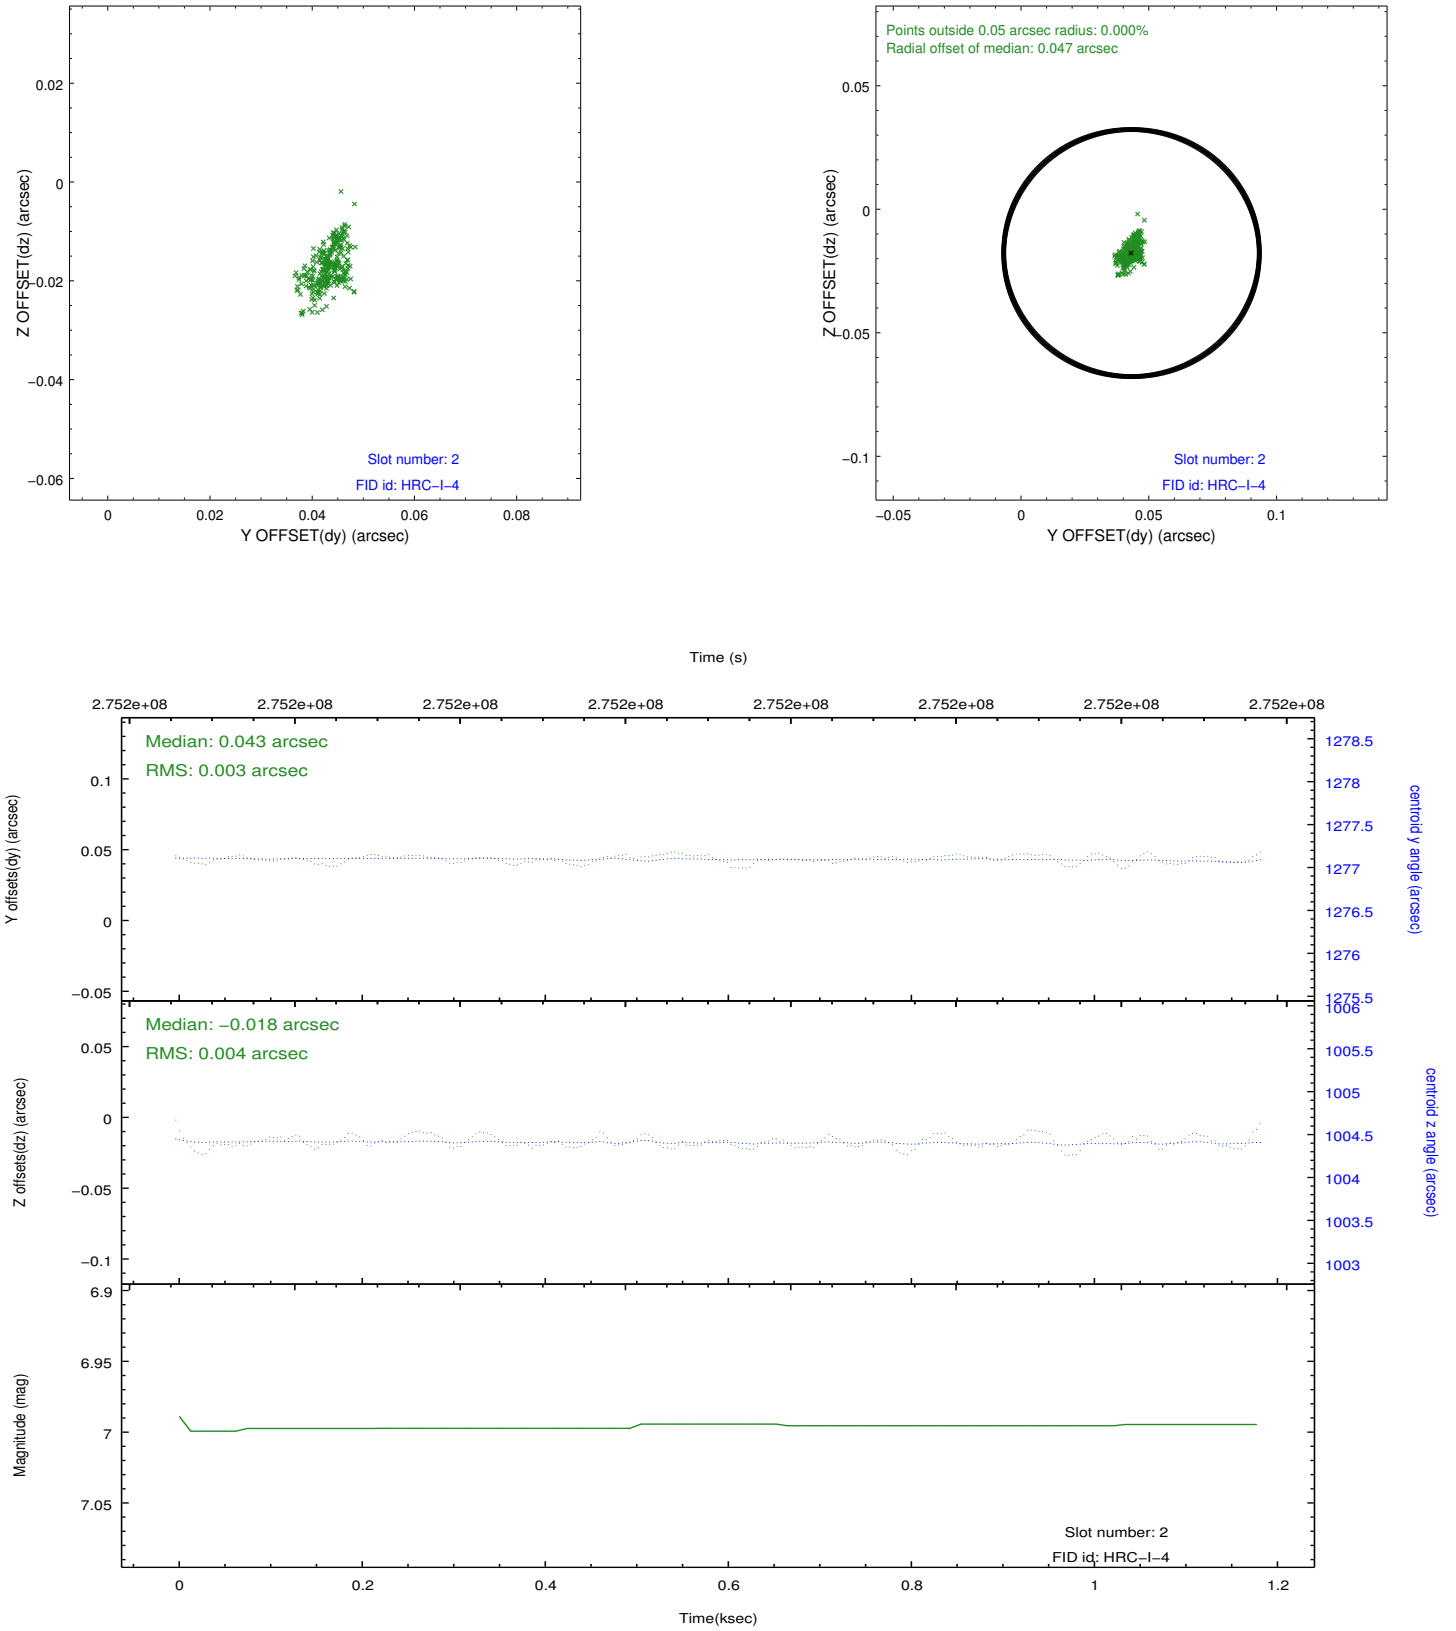 0.02
0
−0.02
−0.04
−0.06
Z OFFSET(dz) (arcsec)
Slot number: 2
FID id: HRC−I−4
0
0.02
0.04
0.06
0.08
Y OFFSET(dy) (arcsec)
Points outside 0.05 arcsec radius: 0.000%
Radial offset of median: 0.047 arcsec
0.05
0
−0.05
−0.1
Z OFFSET(dz) (arcsec)
Slot number: 2
FID id: HRC−I−4
−0.05
0
0.05
0.1
Y OFFSET(dy) (arcsec)
Time (s)
2.752e+08
2.752e+08
2.752e+08
2.752e+08
2.752e+08
2.752e+08
2.752e+08
2.752e+08
Median: 0.043 arcsec
RMS: 0.003 arcsec
0.1
0.05
0
−0.05
Y offsets(dy) (arcsec)
1278.5
1278
1277.5
1277
1276.5
1276
1275.5
centroid y angle (arcsec)
Median: −0.018 arcsec
RMS: 0.004 arcsec
0.05
0
−0.05
−0.1
Z offsets(dz) (arcsec)
1006
1005.5
1005
1004.5
1004
1003.5
1003
centroid z angle (arcsec)
6.9
6.95
7
7.05
Magnitude (mag)
Slot number: 2
FID id: HRC−I−4
0
0.2
0.4
0.6
0.8
1
1.2
Time(ksec)